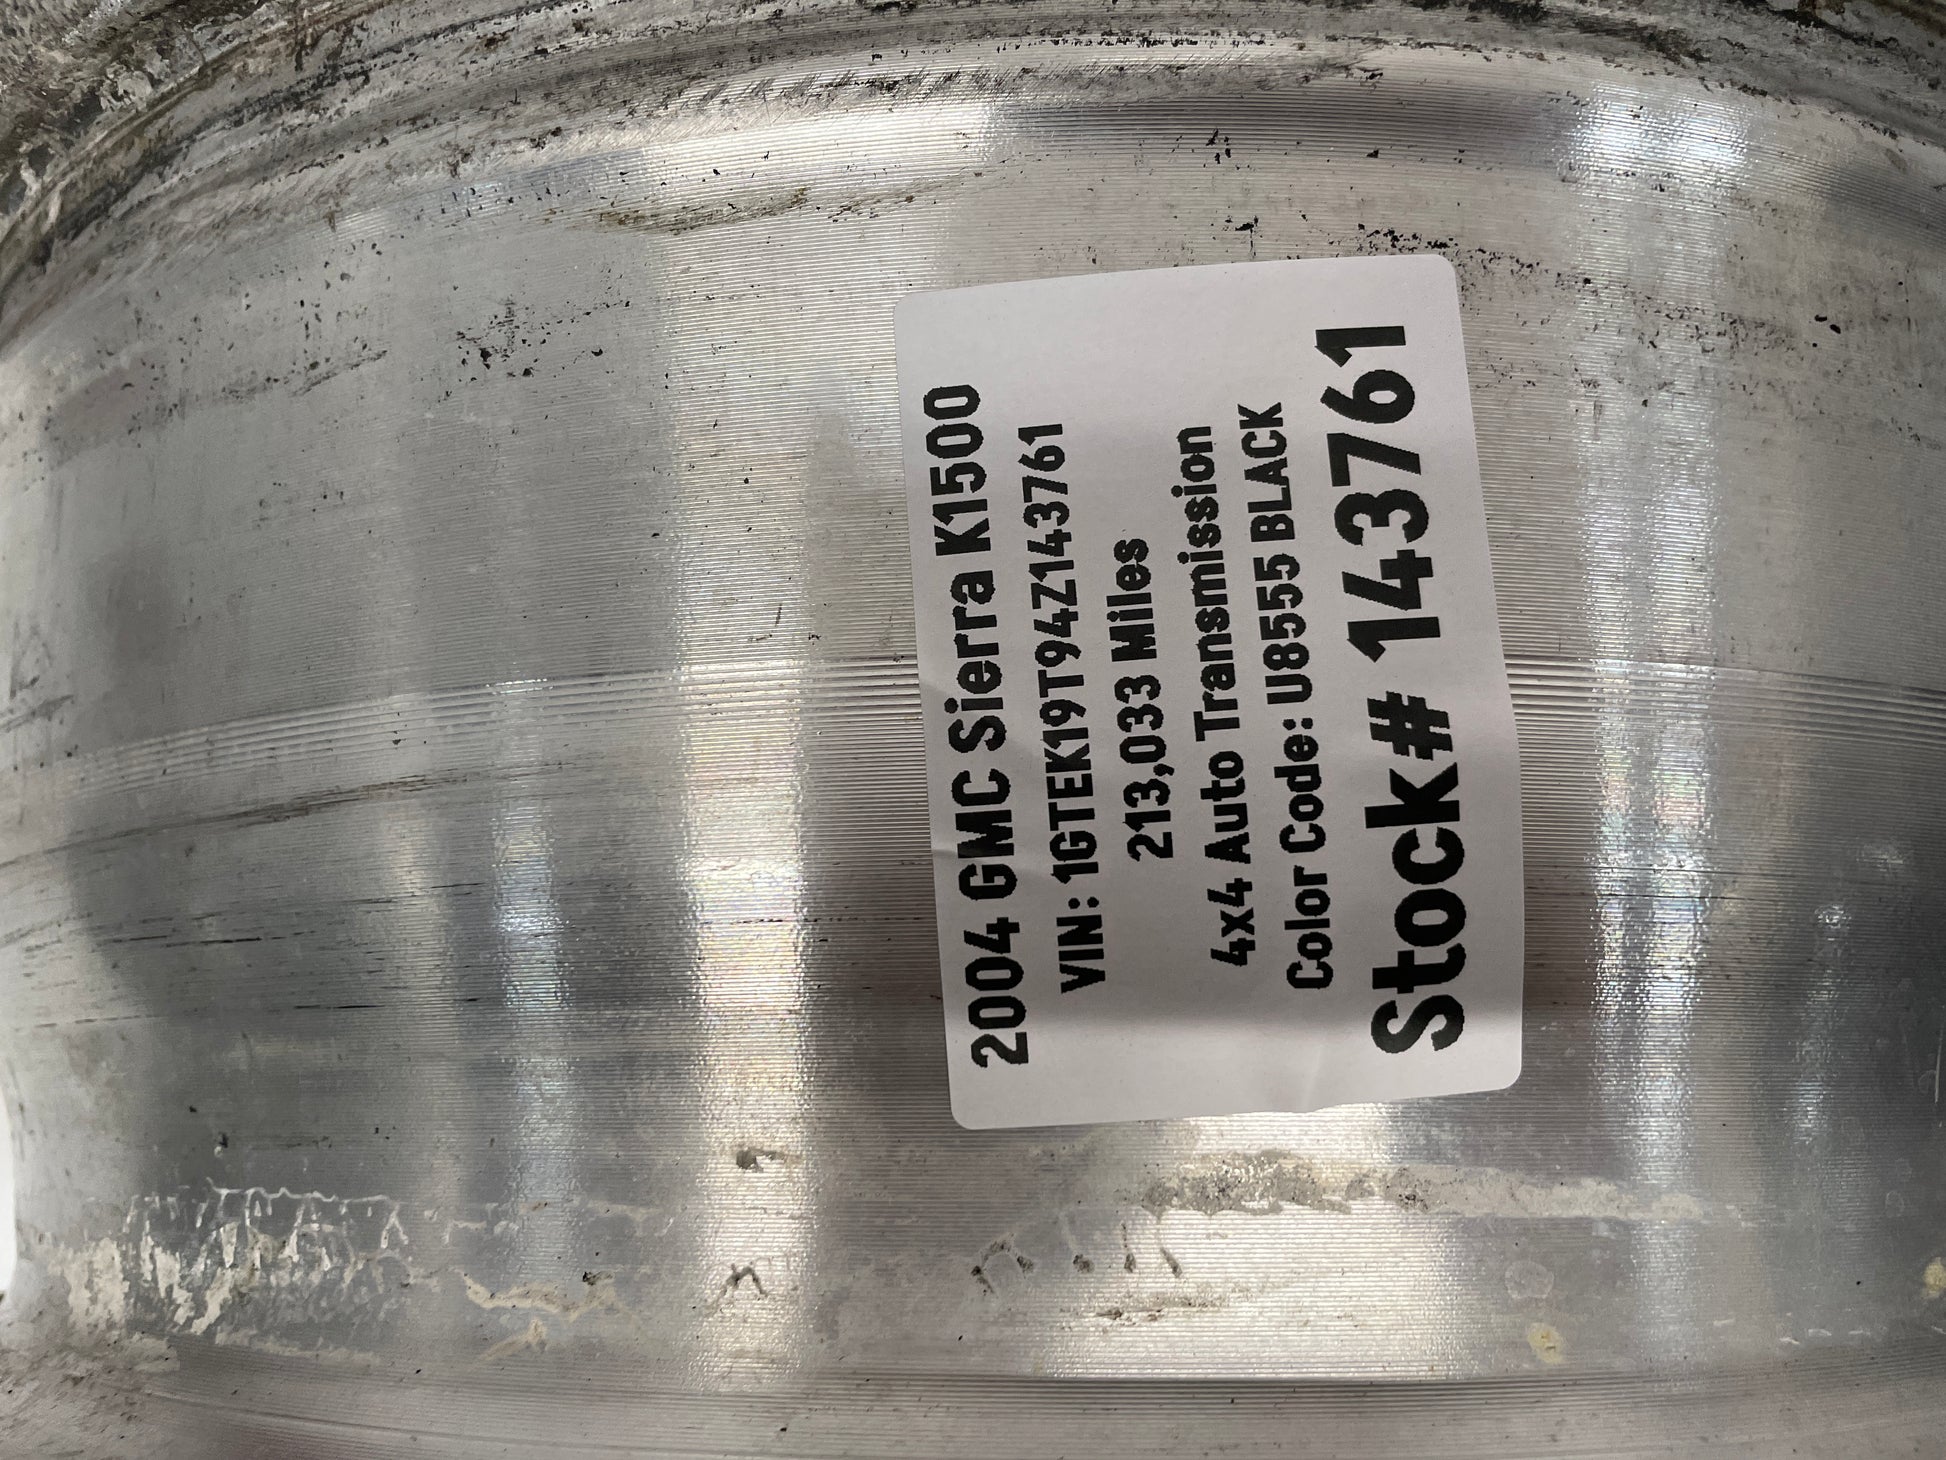 2004 GMC Sierra K1500
VIN: 1GTEK19T94Z143761
213,033 Miles
4x4 Auto Transmission
Color Code: U8555 BLACK
Stock# 143761